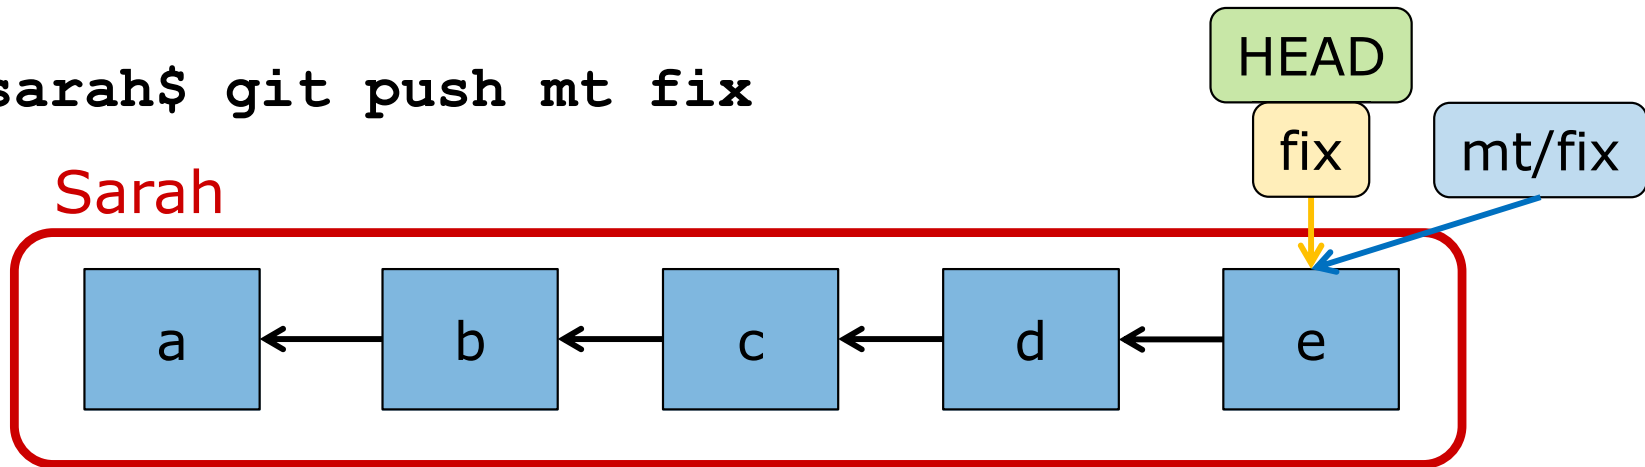 HEAD
sarah$ git push mt fix
fix
mt/fix
Sarah
a b c d e